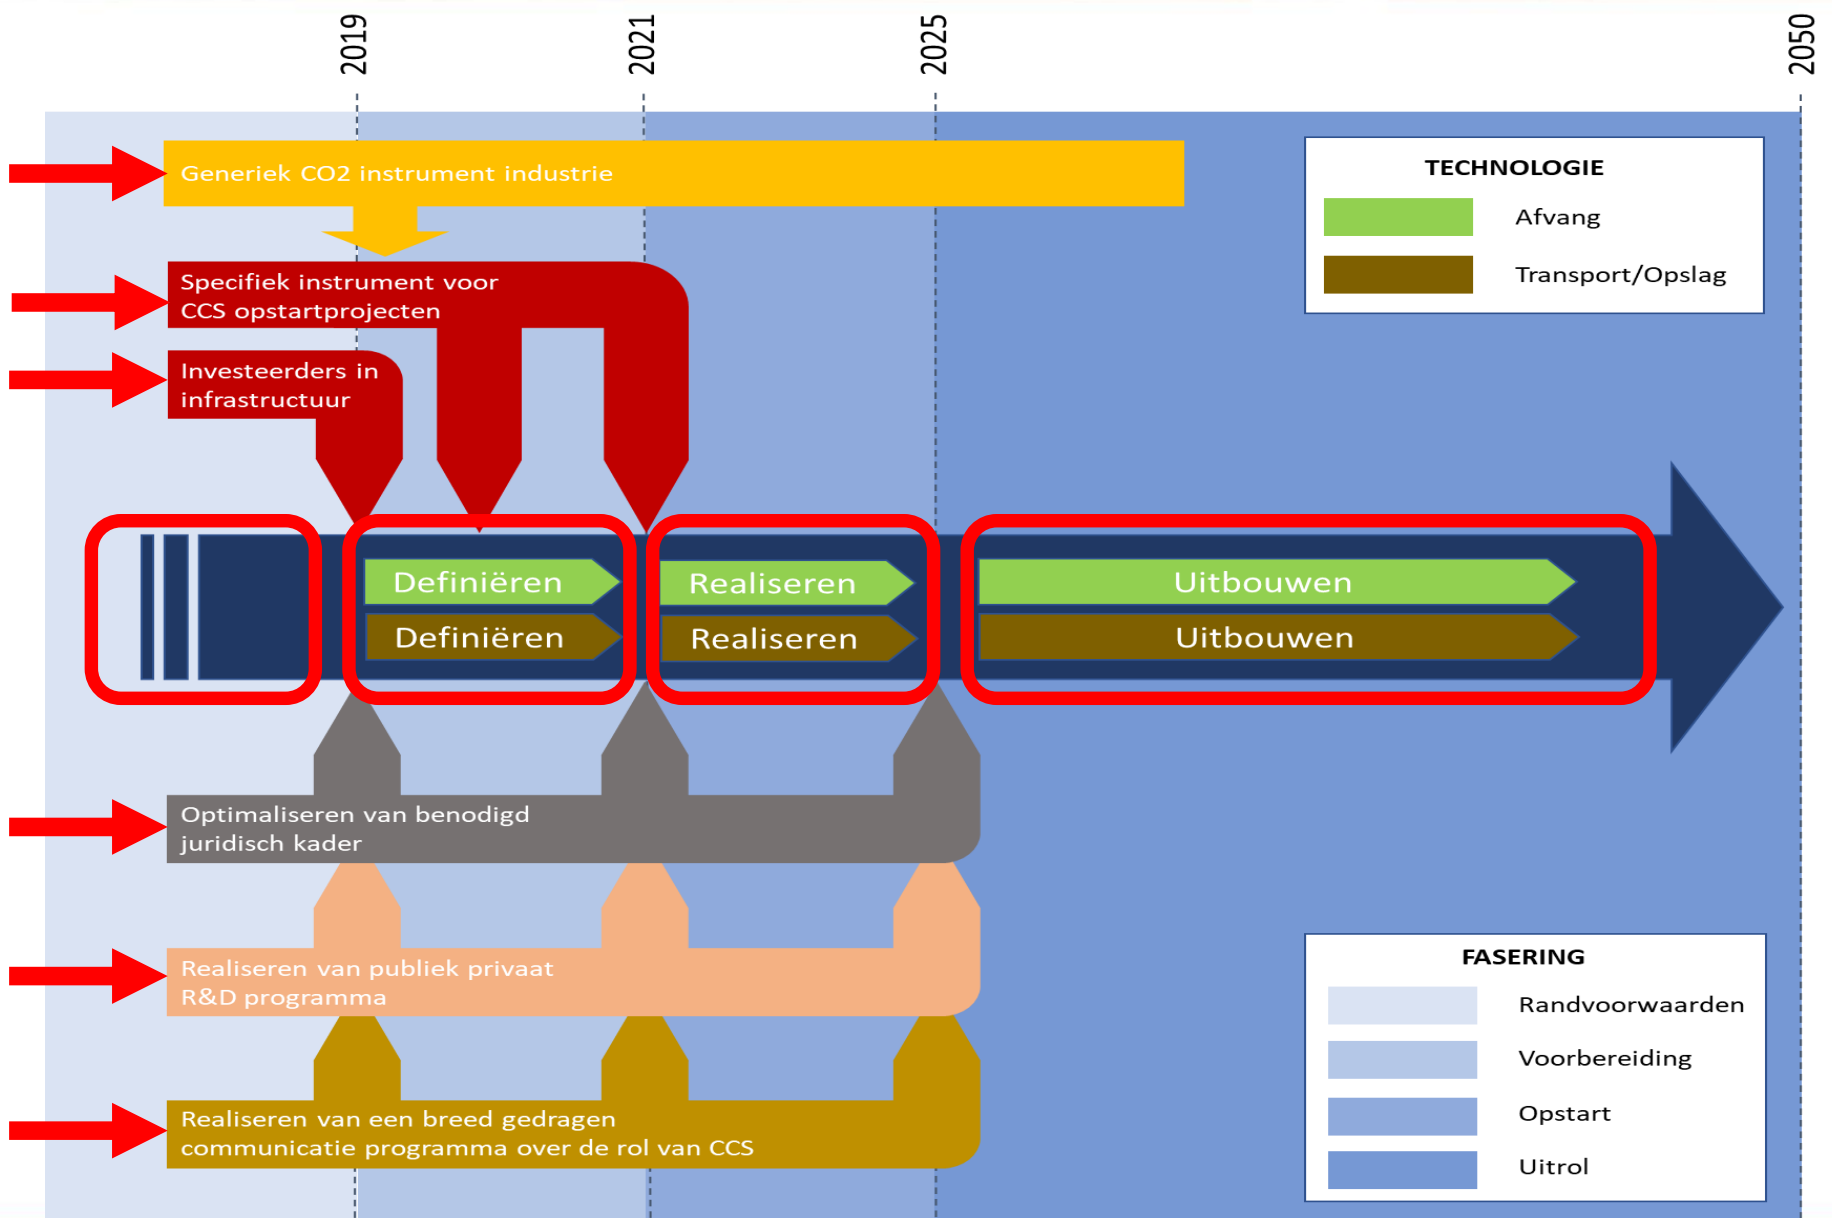 2019
2021
2025
2050
Generiek CO2 instrument industrie
Specifiek instrument voor
CCS opstartprojecten
Investeerders in
infrastructuur
TECHNOLOGIE
Afvang
Transport/Opslag
Definiëren
Realiseren
Uitbouwen
Definiëren
Realiseren
Uitbouwen
Optimaliseren van benodigd
juridisch kader
Realiseren van publiek privaat
R&D programma
Realiseren van een breed gedragen
communicatie programma over de rol van CCS
FASERING
Randvoorwaarden
Voorbereiding
Opstart
Uitrol